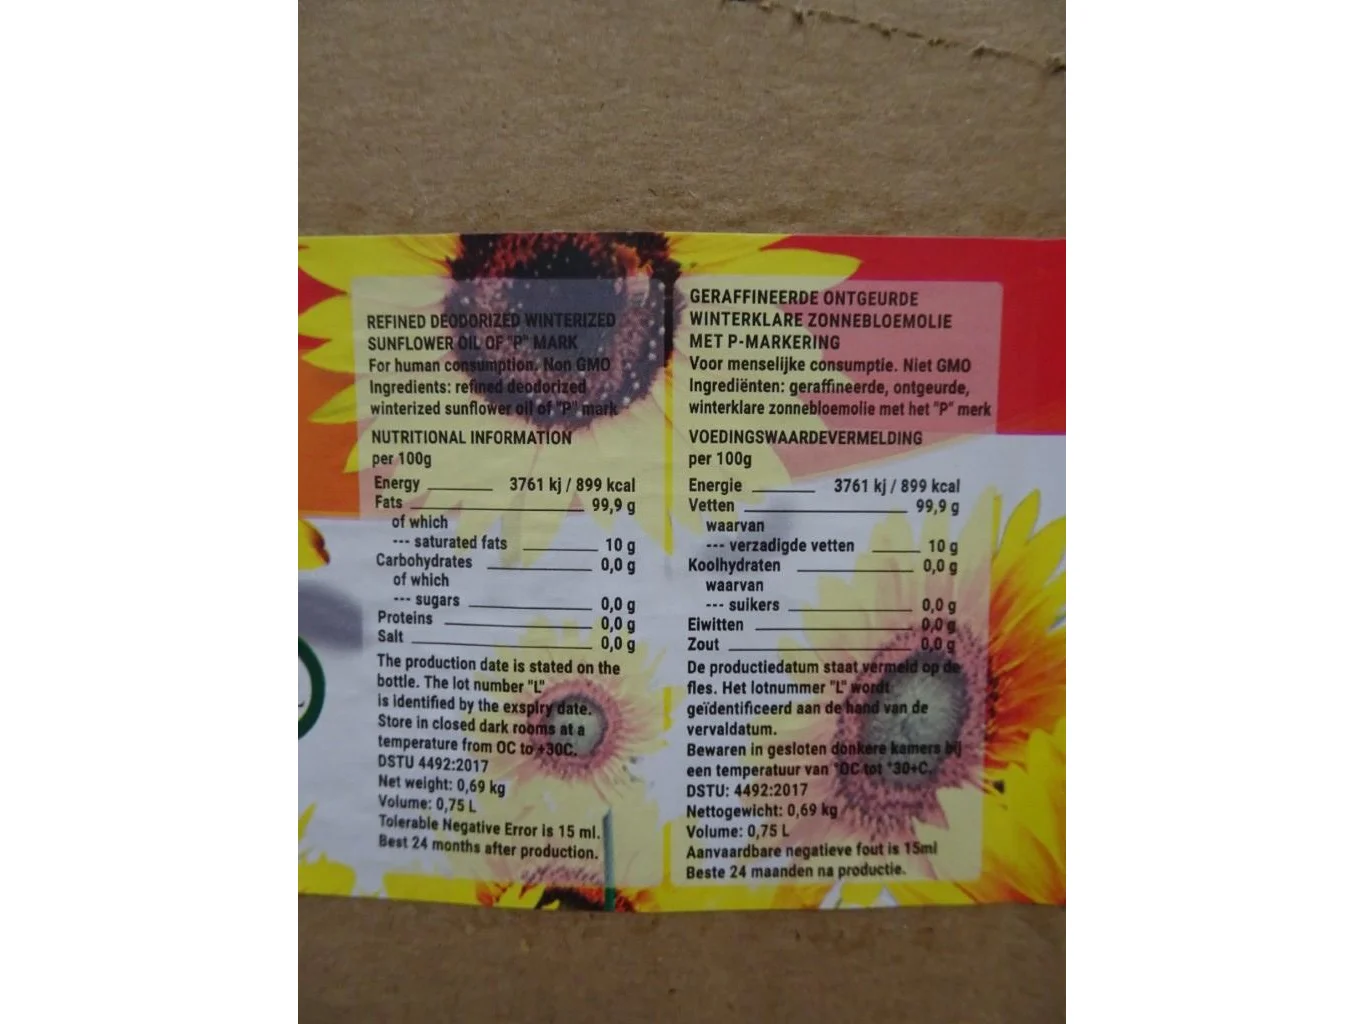 REFINED DEODORIZED WINTERIZED
SUNFLOWER OIL OF "P" MARK
For human consumption. Non GMO
Ingredients: refined deodorized
winterized sunflower oil of "P" mark
NUTRITIONAL INFORMATION
per 100g
Energy 3761 kj / 899 kcal
Fats 99,9 g
of which
--- saturated fats 10 g
Carbohydrates 0,0 g
of which
--- sugars 0,0 g
Proteins 0,0 g
Salt 0,0 g
The production date is stated on the
bottle. The lot number "L"
is identified by the exspiry date.
Store in closed dark rooms at a
temperature from OC to +30C.
DSTU 4492:2017
Net weight: 0,69 kg
Volume: 0,75 L
Tolerable Negative Error is 15 ml.
Best 24 months after production.
GERAFFINEERDE ONTGEURDE
WINTERKLARE ZONNEBLOEMOLIE
MET P-MARKERING
Voor menselijke consumptie. Niet GMO
Ingrediënten: geraffineerde, ontgeurde,
winterklare zonnebloemolie met het "P" merk
VOEDINGSWAARDEVERMELDING
per 100g
Energie 3761 kj / 899 kcal
Vetten 99,9 g
waarvan
--- verzadigde vetten 10 g
Koolhydraten 0,0 g
waarvan
--- suikers 0,0 g
Eiwitten 0,0 g
Zout 0,0 g
De productiedatum staat vermeld op de
fles. Het lotnummer "L" wordt
geïdentificeerd aan de hand van de
vervaldatum.
Bewaren in gesloten donkere kamers bij
een temperatuur van °OC tot °30+C.
DSTU: 4492:2017
Nettogewicht: 0,69 kg
Volume: 0,75 L
Aanvaardbare negatieve fout is 15ml
Beste 24 maanden na productie.